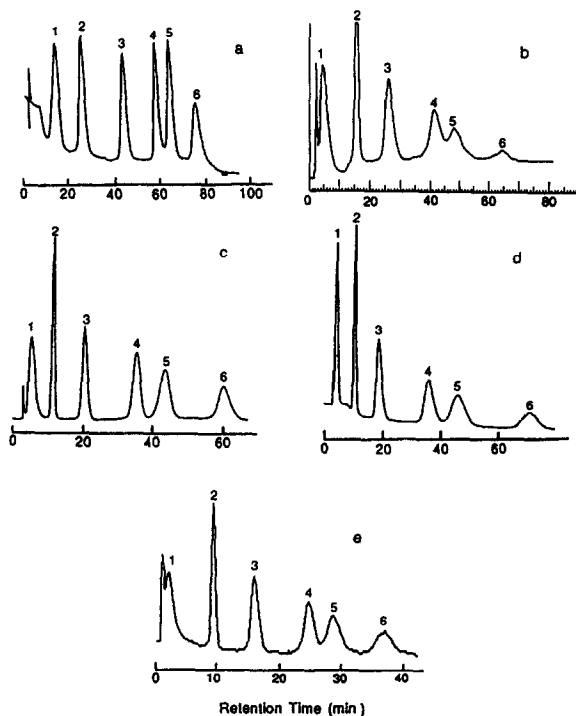 1 2 3 4 5 6 a
0 20 40 60 80 100
1 2 3 4 5 6 b
0 20 40 60 80
1 2 3 4 5 6 c
0 20 40 60
1 2 3 4 5 6 d
0 20 40 60
1 2 3 4 5 6 e
0 10 20 30 40
Retention Time (min)